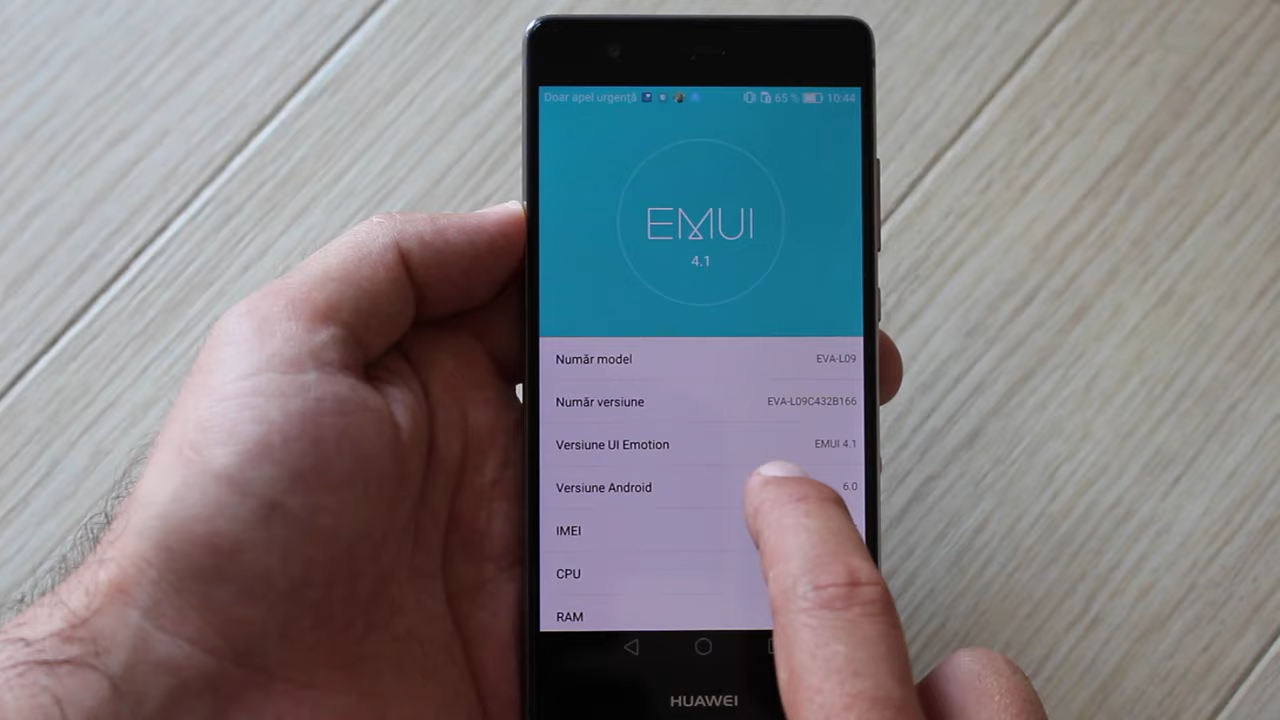 Doar apel urgență 65 % 10:44
EMUI
4.1
Număr model EVA-L09
Număr versiune EVA-L09C432B166
Versiune UI Emotion EMUI 4.1
Versiune Android 6.0
IMEI
CPU
RAM
HUAWEI